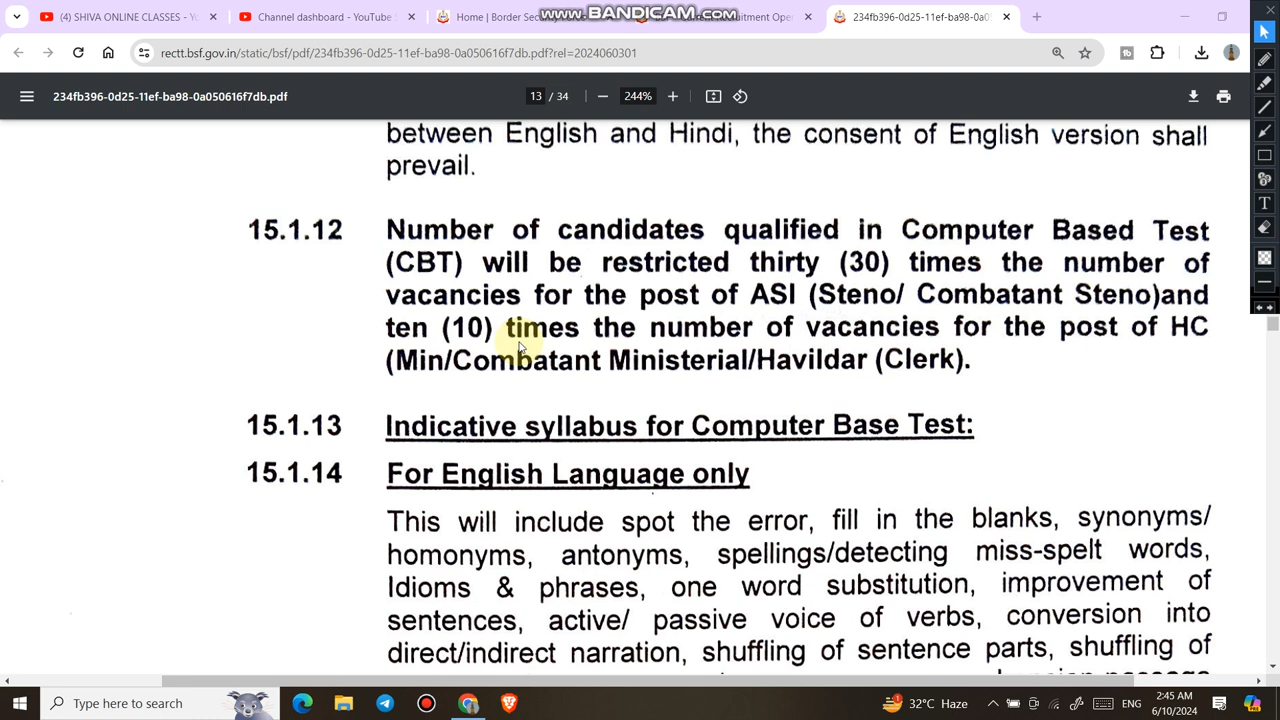 (4) SHIVA ONLINE CLASSES - Y
Channel dashboard - YouTube S
Home | Border Sec
www.BANDICAM.com
uitment Ope
234fb396-0d25-11ef-ba98-0a05
rectt.bsf.gov.in/static/bsf/pdf/234fb396-0d25-11ef-ba98-0a050616f7db.pdf?rel=2024060301
234fb396-0d25-11ef-ba98-0a050616f7db.pdf
13 / 34
244%
between English and Hindi, the consent of English version shall
prevail.
15.1.12 Number of candidates qualified in Computer Based Test
(CBT) will be restricted thirty (30) times the number of
vacancies for the post of ASI (Steno/ Combatant Steno)and
ten (10) times the number of vacancies for the post of HC
(Min/Combatant Ministerial/Havildar (Clerk).
15.1.13 Indicative syllabus for Computer Base Test:
15.1.14 For English Language only
This will include spot the error, fill in the blanks, synonyms/
homonyms, antonyms, spellings/detecting miss-spelt words,
Idioms & phrases, one word substitution, improvement of
sentences, active/ passive voice of verbs, conversion into
direct/indirect narration, shuffling of sentence parts, shuffling of
Type here to search
32°C Haze
ENG
2:45 AM
6/10/2024